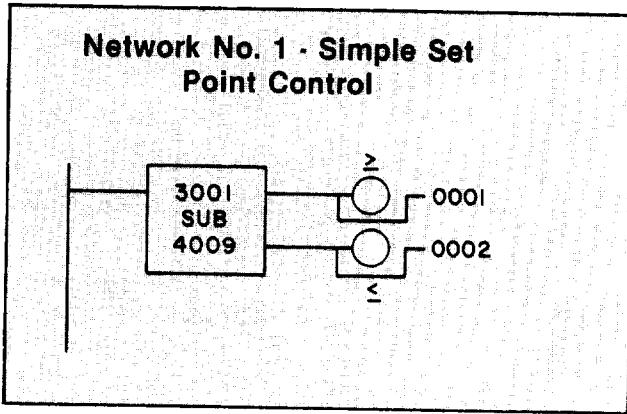 Network No. 1 - Simple Set
Point Control
≥
3001
SUB
4009
0001
0002
≤